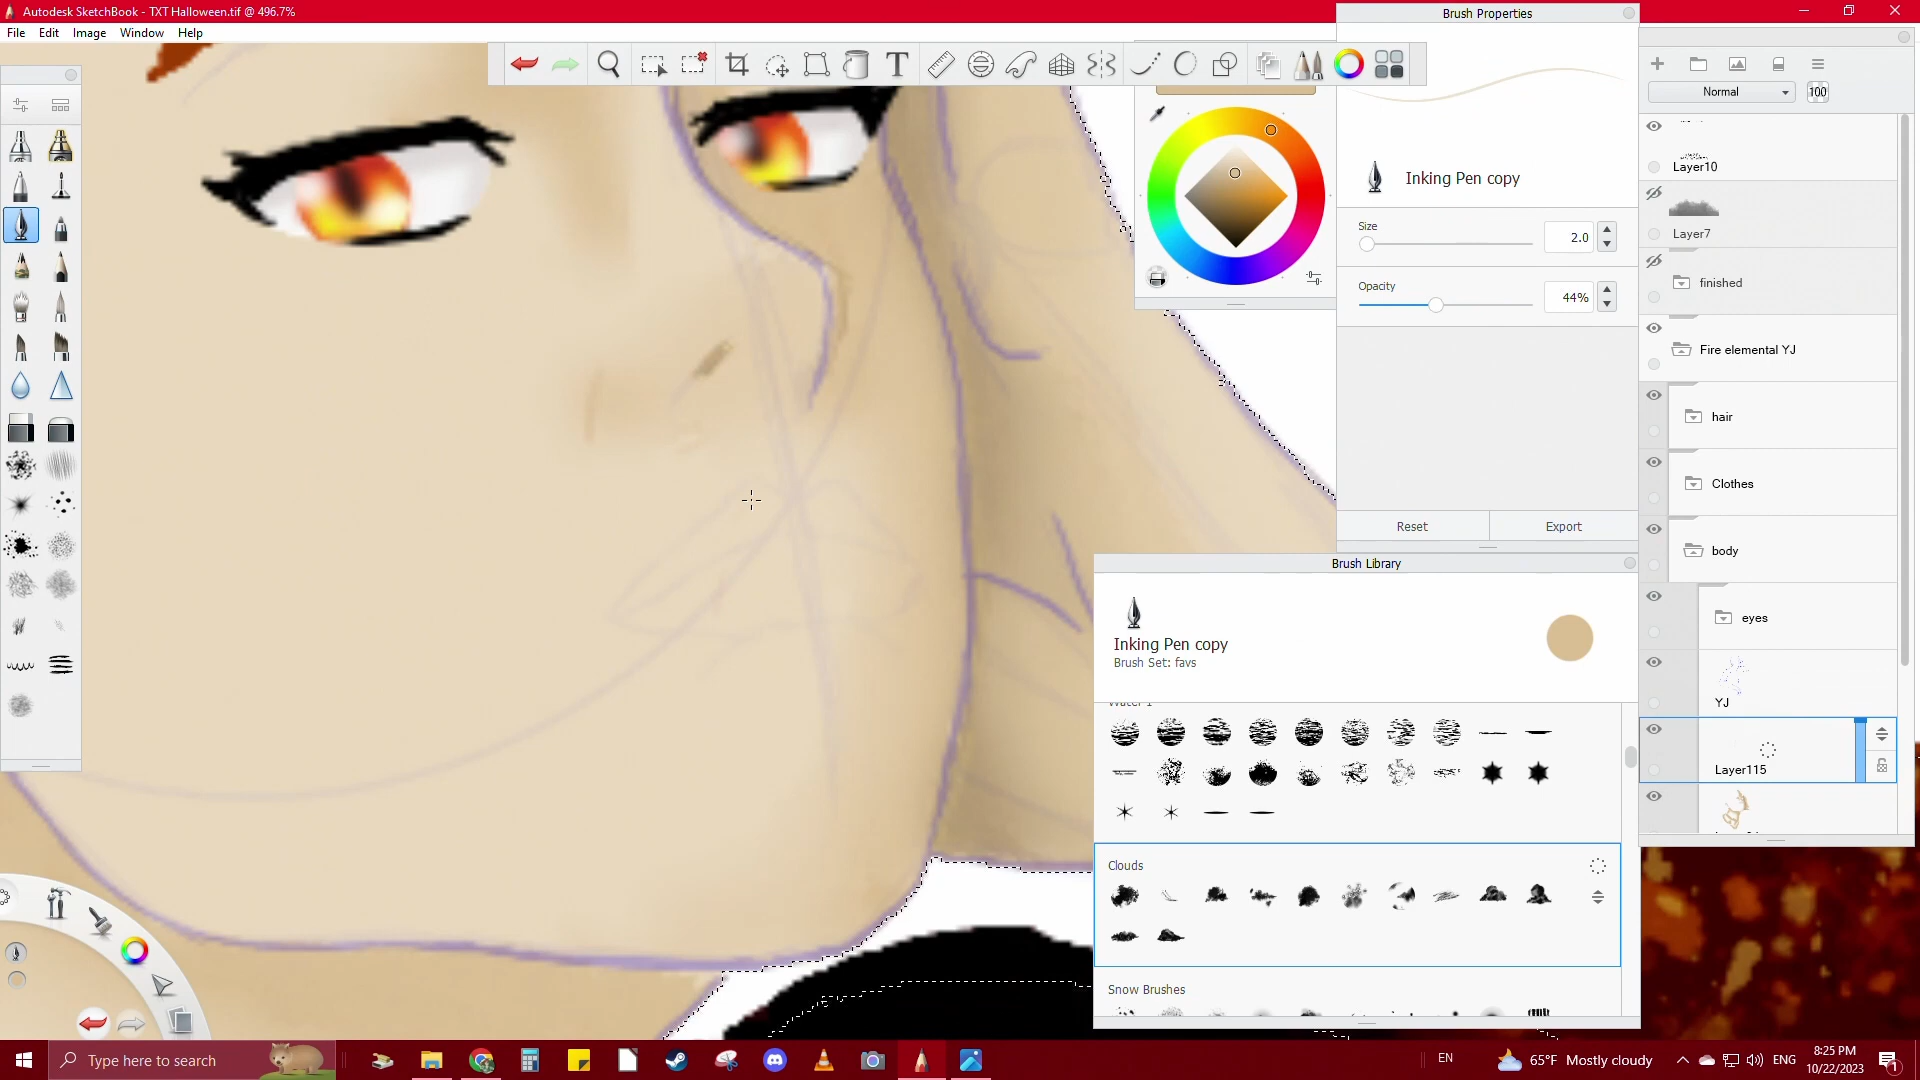 Autodesk SketchBook - TXT Halloween.tif @ 496.7%
File Edit Image Window Help
Brush Properties
Inking Pen copy
Size
2.0
Opacity
44%
Reset
Export
Normal
100
Layer10
Layer7
finished
Fire elemental YJ
hair
Clothes
body
eyes
YJ
Layer115
Brush Library
Inking Pen copy
Brush Set: favs
Clouds
Snow Brushes
Type here to search
EN
65°F Mostly cloudy
ENG
8:25 PM
10/22/2023
1